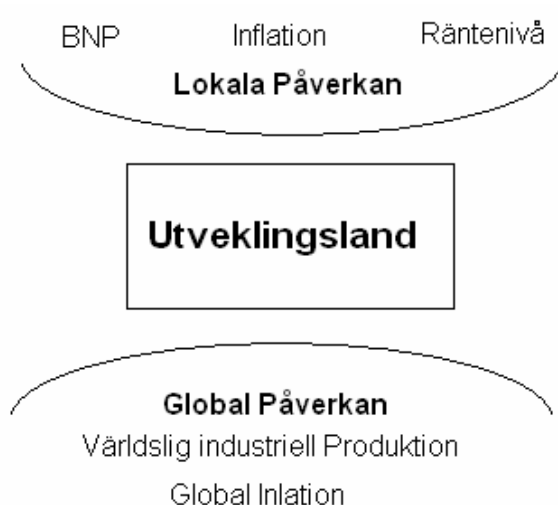 BNP Inflation Räntenivå
Lokala Påverkan
Utveklingsland
Global Påverkan
Världslig industriell Produktion
Global Inlation